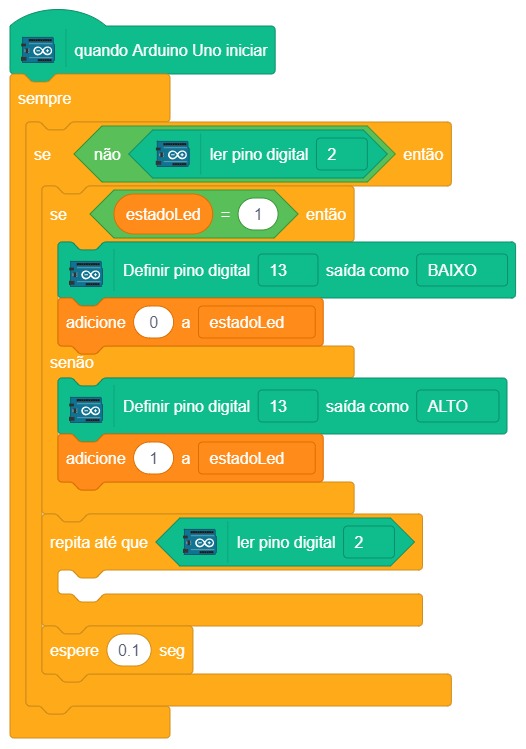 quando Arduino Uno iniciar
sempre
se não ler pino digital 2 então
se estadoLed = 1 então
Definir pino digital 13 saída como BAIXO
adicione 0 a estadoLed
senão
Definir pino digital 13 saída como ALTO
adicione 1 a estadoLed
repita até que ler pino digital 2
espere 0.1 seg